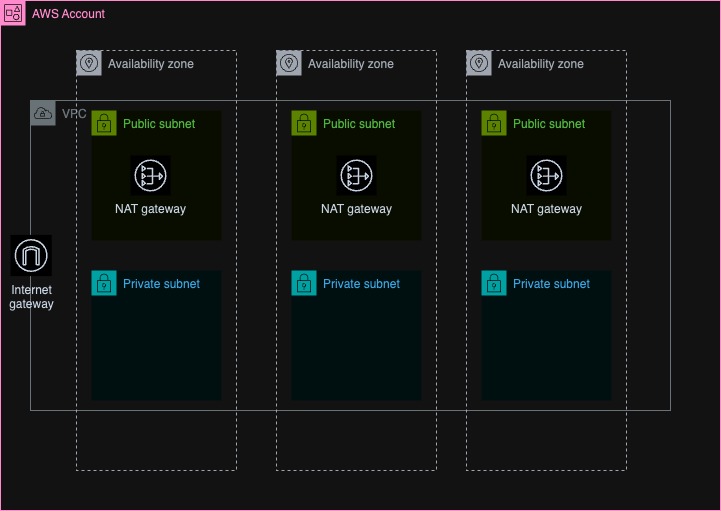 AWS Account
Availability zone
Availability zone
Availability zone
VPC
Public subnet
Public subnet
Public subnet
NAT gateway
NAT gateway
NAT gateway
Internet
gateway
Private subnet
Private subnet
Private subnet